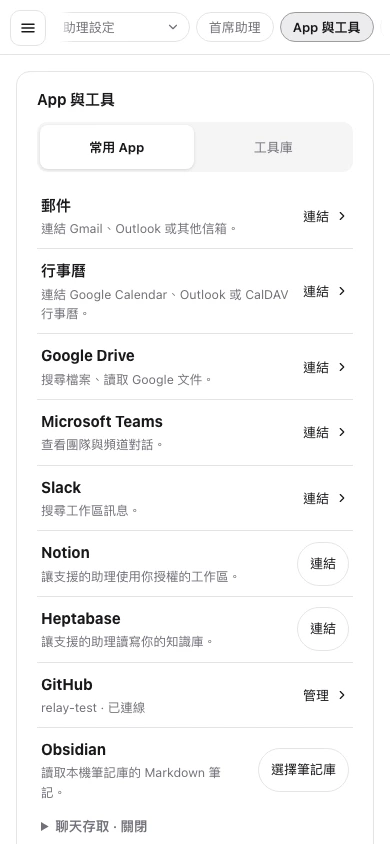 助理設定
首席助理
App 與工具
App 與工具
常用 App
工具庫
郵件
連結 Gmail、Outlook 或其他信箱。
連結
行事曆
連結 Google Calendar、Outlook 或 CalDAV
行事曆。
連結
Google Drive
搜尋檔案、讀取 Google 文件。
連結
Microsoft Teams
查看團隊與頻道對話。
連結
Slack
搜尋工作區訊息。
連結
Notion
讓支援的助理使用你授權的工作區。
連結
Heptabase
讓支援的助理讀寫你的知識庫。
連結
GitHub
relay-test · 已連線
管理
Obsidian
讀取本機筆記庫的 Markdown 筆
記。
選擇筆記庫
聊天存取 · 關閉